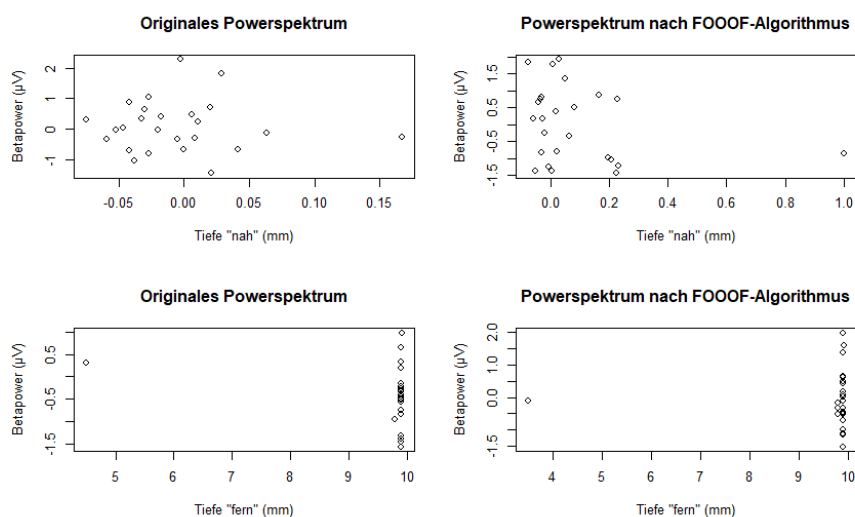 Originales Powerspektrum
Betapower (µV)
2
1
0
-1
-0.05 0.00 0.05 0.10 0.15
Tiefe "nah" (mm)
Powerspektrum nach FOOOF-Algorithmus
Betapower (µV)
1.5
0.5
-0.5
-1.5
0.0 0.2 0.4 0.6 0.8 1.0
Tiefe "nah" (mm)
Originales Powerspektrum
Betapower (µV)
0.5
-0.5
-1.5
5 6 7 8 9 10
Tiefe "fern" (mm)
Powerspektrum nach FOOOF-Algorithmus
Betapower (µV)
2.0
1.0
0.0
-1.5
4 5 6 7 8 9 10
Tiefe "fern" (mm)